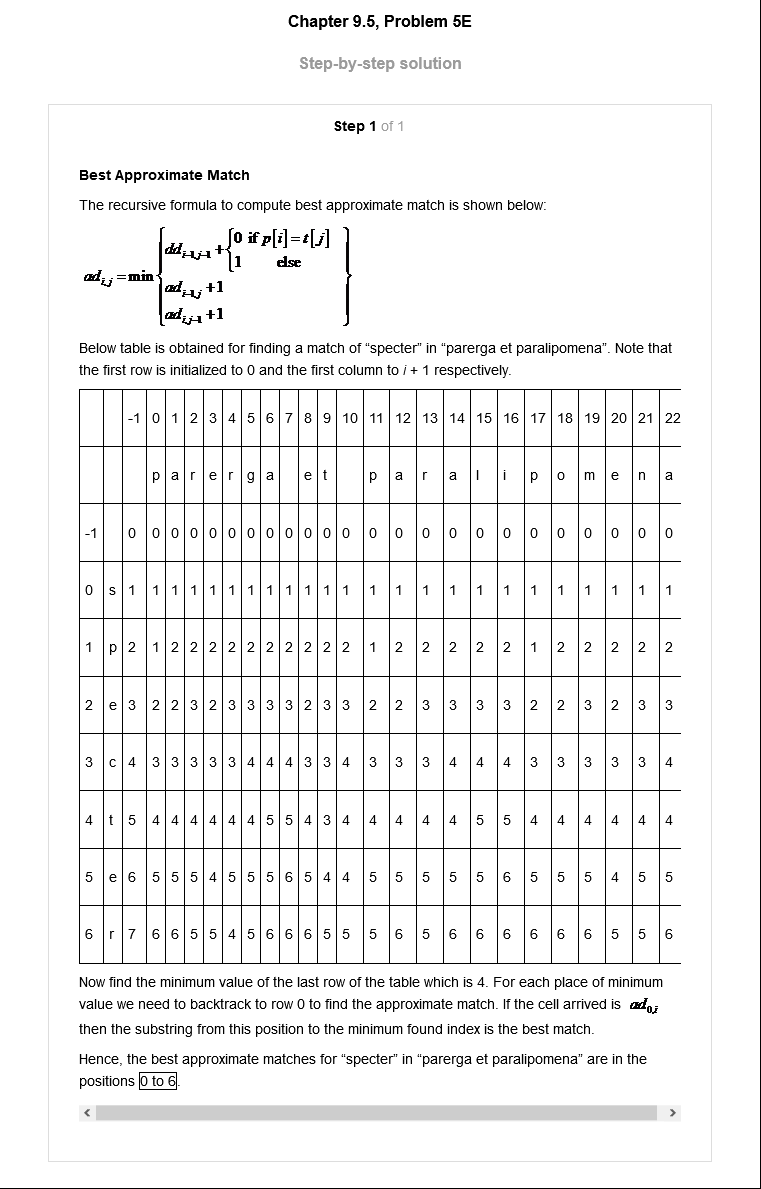 Chapter 9.5, Problem 5E
Step-by-step solution
Step 1 of 1
Best Approximate Match
The recursive formula to compute best approximate match is shown below:
ad_{i,j} = min { dd_{i-1,j-1} + { 0 if p[i] = t[j]
1 else
ad_{i-1,j} + 1
ad_{i,j-1} + 1 }
Below table is obtained for finding a match of “specter” in “parerga et paralipomena”. Note that
the first row is initialized to 0 and the first column to i + 1 respectively.
-1 0 1 2 3 4 5 6 7 8 9 10 11 12 13 14 15 16 17 18 19 20 21 22
p a r e r g a e t p a r a l i p o m e n a
-1 0 0 0 0 0 0 0 0 0 0 0 0 0 0 0 0 0 0 0 0 0 0 0 0
0 s 1 1 1 1 1 1 1 1 1 1 1 1 1 1 1 1 1 1 1 1 1 1 1 1
1 p 2 1 2 2 2 2 2 2 2 2 2 2 1 2 2 2 2 2 1 2 2 2 2 2
2 e 3 2 2 3 2 3 3 3 3 2 3 3 2 2 3 3 3 3 2 2 3 2 3 3
3 c 4 3 3 3 3 3 4 4 4 3 3 4 3 3 3 4 4 4 3 3 3 3 3 4
4 t 5 4 4 4 4 4 4 5 5 4 3 4 4 4 4 4 5 5 4 4 4 4 4 4
5 e 6 5 5 5 4 5 5 5 6 5 4 4 5 5 5 5 5 6 5 5 5 4 5 5
6 r 7 6 6 5 5 4 5 6 6 6 5 5 5 6 5 6 6 6 6 6 6 5 5 6
Now find the minimum value of the last row of the table which is 4. For each place of minimum
value we need to backtrack to row 0 to find the approximate match. If the cell arrived is ad_{0,i}
then the substring from this position to the minimum found index is the best match.
Hence, the best approximate matches for “specter” in “parerga et paralipomena” are in the
positions 0 to 6.